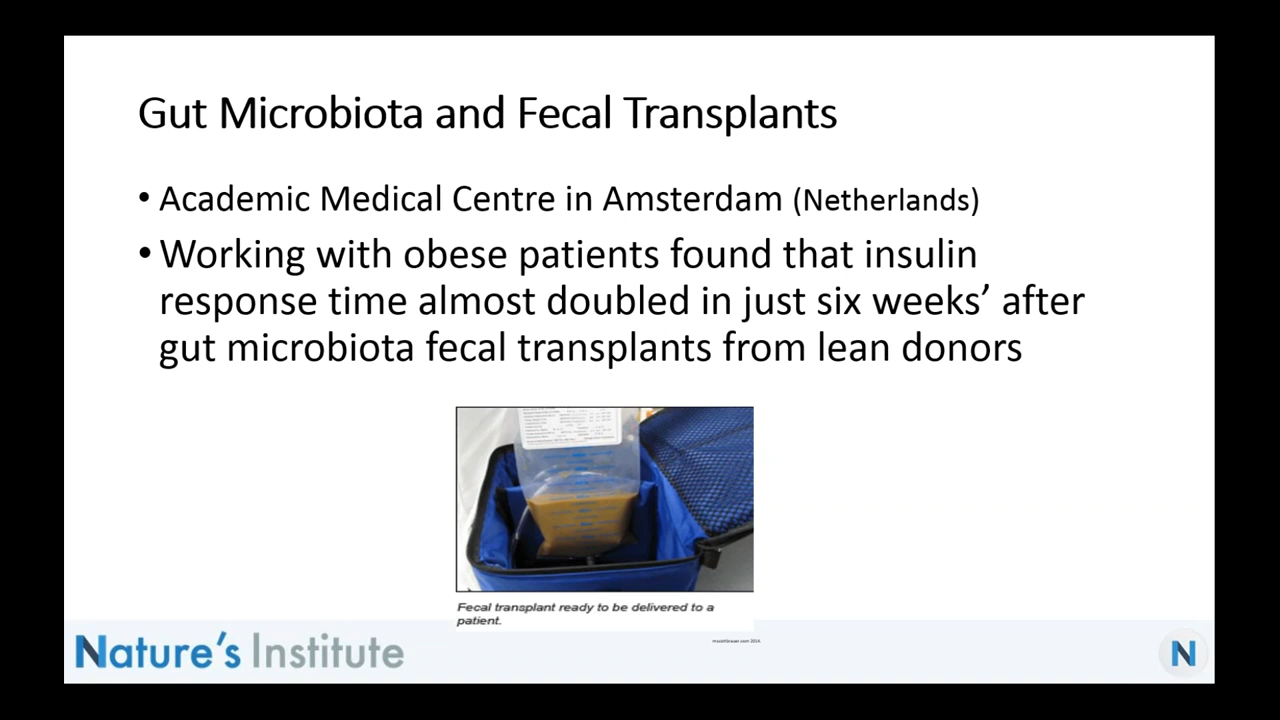 Gut Microbiota and Fecal Transplants
• Academic Medical Centre in Amsterdam (Netherlands)
• Working with obese patients found that insulin
response time almost doubled in just six weeks’ after
gut microbiota fecal transplants from lean donors
Fecal transplant ready to be delivered to a
patient.
Nature’s Institute
N